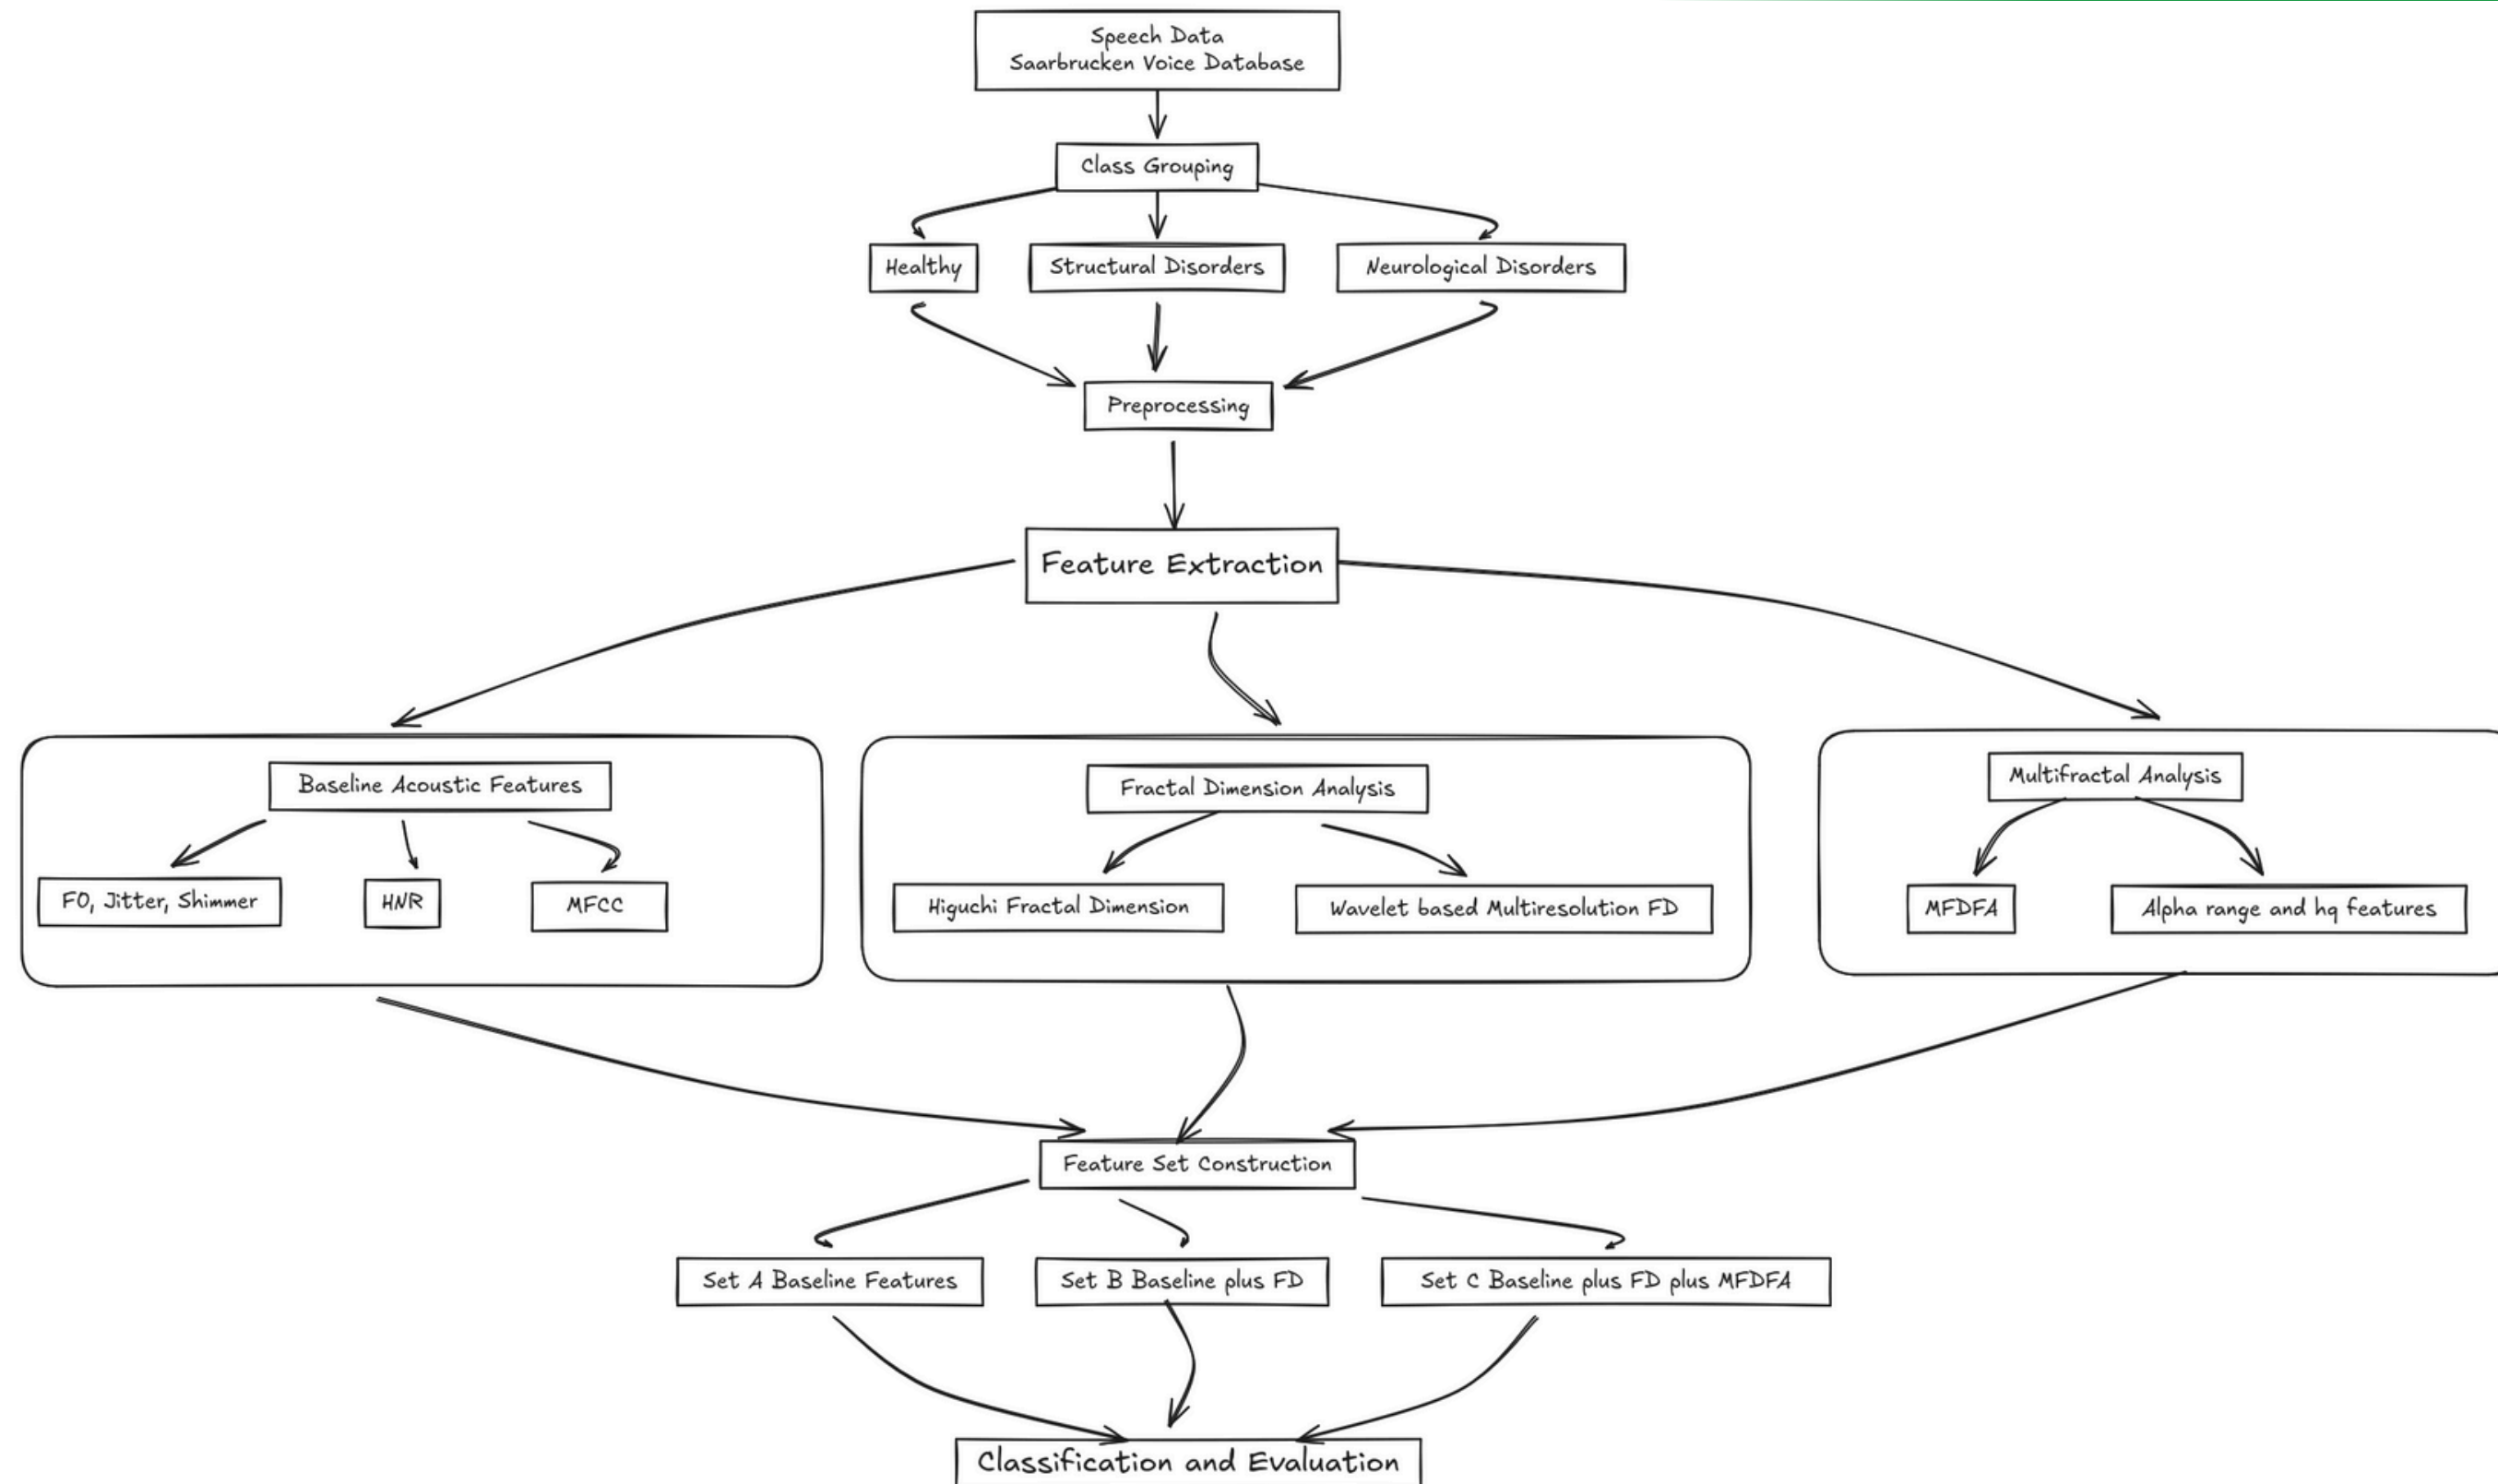 Speech Data
Saarbrucken Voice Database
Class Grouping
Healthy
Structural Disorders
Neurological Disorders
Preprocessing
Feature Extraction
Baseline Acoustic Features
F0, Jitter, Shimmer
HNR
MFCC
Fractal Dimension Analysis
Higuchi Fractal Dimension
Wavelet based Multiresolution FD
Multifractal Analysis
MFDFA
Alpha range and hq features
Feature Set Construction
Set A Baseline Features
Set B Baseline plus FD
Set C Baseline plus FD plus MFDFA
Classification and Evaluation